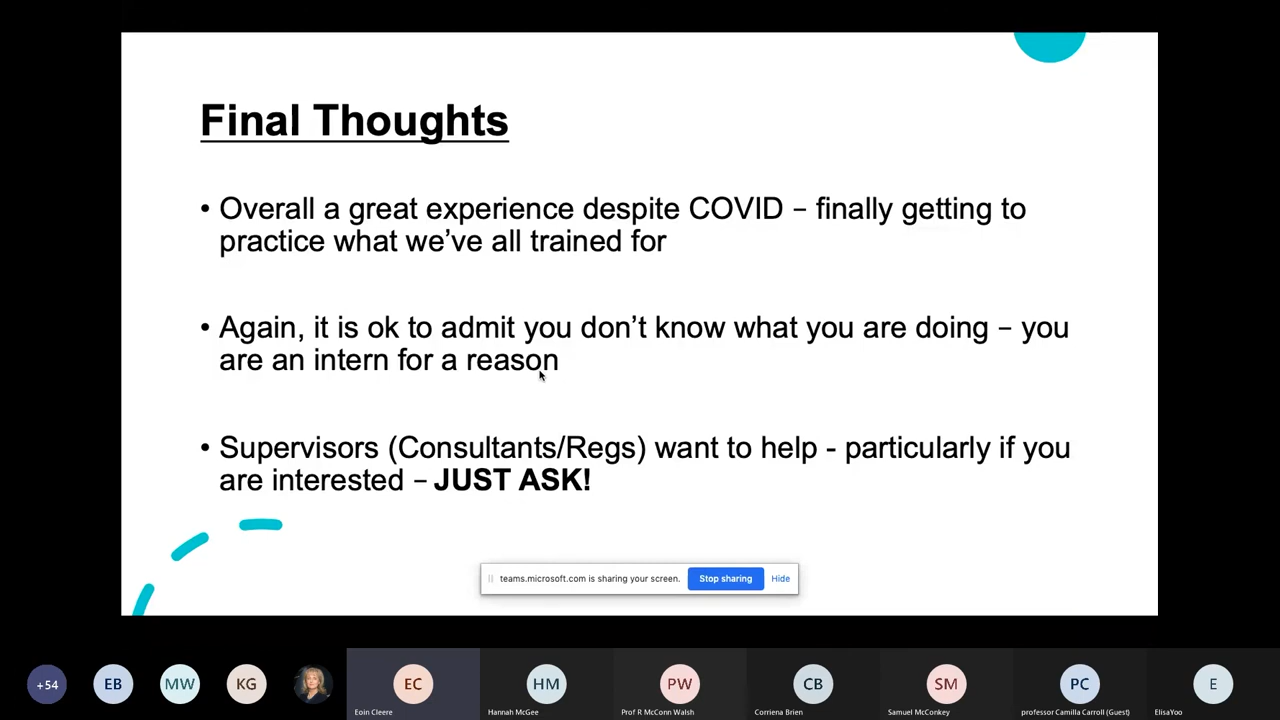 Final Thoughts
• Overall a great experience despite COVID – finally getting to
practice what we’ve all trained for
• Again, it is ok to admit you don’t know what you are doing – you
are an intern for a reason
• Supervisors (Consultants/Regs) want to help - particularly if you
are interested – JUST ASK!
teams.microsoft.com is sharing your screen. Stop sharing Hide
+54 EB MW KG EC HM PW CB SM PC E
Eoin Cleere Hannah McGee Prof R McConn Walsh Corriena Brien Samuel McConkey professor Camilla Carroll (Guest) ElisaYoo